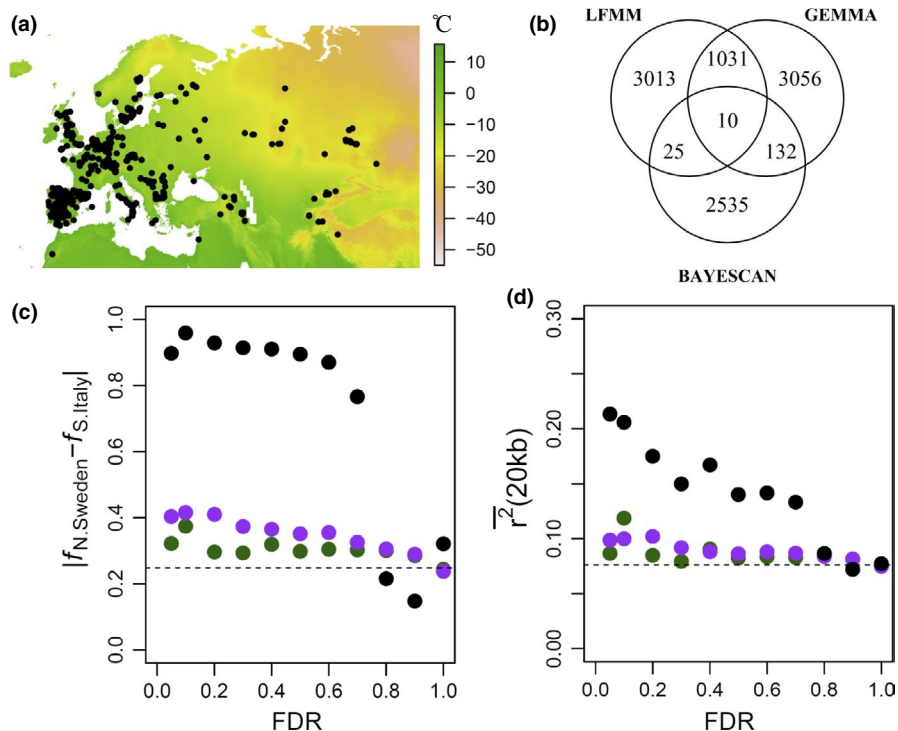 (a)
℃
10
0
−10
−20
−30
−40
−50
(b)
LFMM
GEMMA
3013
1031
3056
10
25
132
2535
BAYESCAN
(c)
|fN.Sweden−fS.Italy|
1.0
0.8
0.6
0.4
0.2
0.0
0.0 0.2 0.4 0.6 0.8 1.0
FDR
(d)
r²(20kb)
0.30
0.20
0.10
0.00
0.0 0.2 0.4 0.6 0.8 1.0
FDR